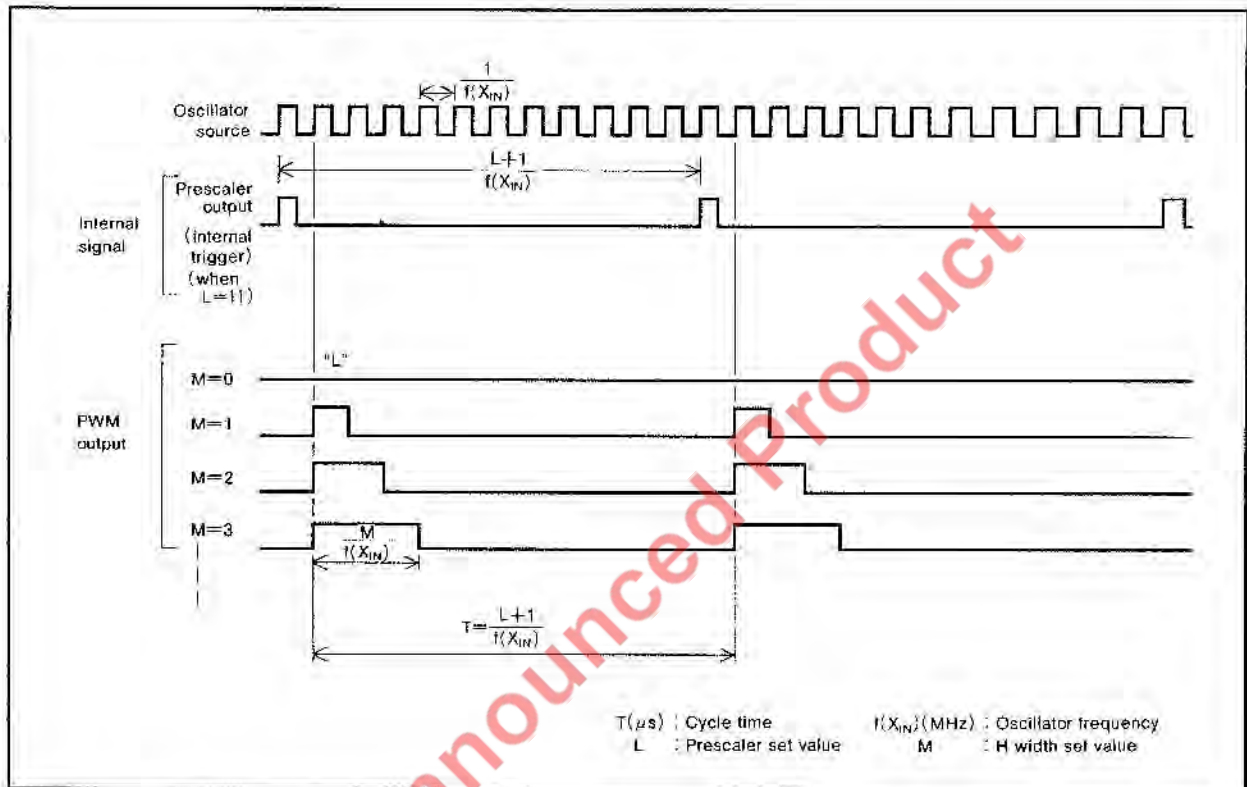 1
f(XIN)
Oscillator
source
L+1
f(XIN)
Prescaler
output
Internal
signal
(internal
trigger)
(when
L=11)
"L"
M=0
PWM
output
M=1
M=2
M=3
M
f(XIN)
T=L+1
f(XIN)
T(μs) : Cycle time
f(XIN)(MHz) : Oscillator frequency
L : Prescaler set value
M : H width set value
nnounced Product